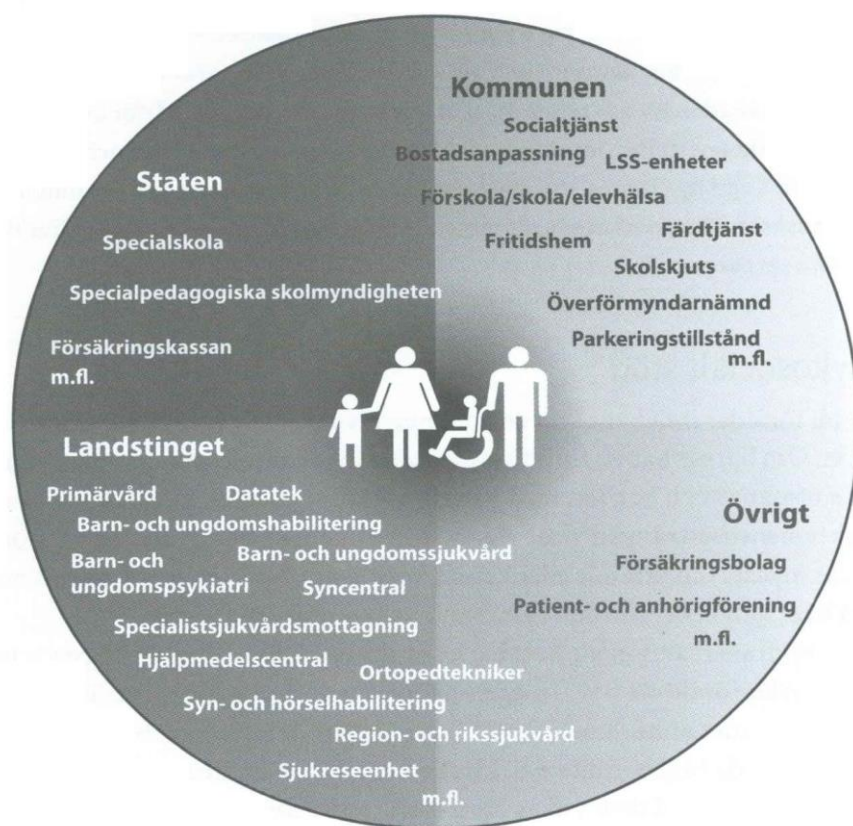 Staten
Specialskola
Specialpedagogiska skolmyndigheten
Försäkringskassan
m.fl.
Kommunen
Socialtjänst
Bostadsanpassning
LSS-enheter
Förskola/skola/elevhälsa
Färdtjänst
Fritidshem
Skolskjuts
Överförmyndarnämnd
Parkeringstillstånd
m.fl.
Landstinget
Primärvård
Datatek
Barn- och ungdomshabilitering
Barn- och ungdomssjukvård
Barn- och
ungdomspsykiatri
Syncentral
Specialistsjukvårdsmottagning
Hjälpmedelscentral
Ortopedtekniker
Syn- och hörselhabilitering
Region- och rikssjukvård
Sjukreseenhet
m.fl.
Övrigt
Försäkringsbolag
Patient- och anhörigförening
m.fl.